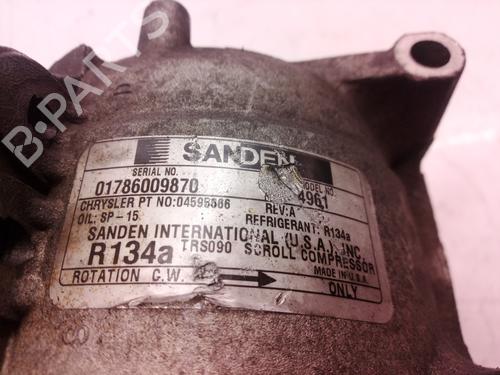 B-PARTS
SANDEN
SERIAL NO.
MODEL NO.
01786009870
4961
CHRYSLER PT NO:04596566
REV:A
OIL: SP-15
REFRIGERANT: R134a
SANDEN INTERNATIONAL (U.S.A.), INC.
R134a TRS090 SCROLL COMPRESSOR
MADE IN U.S.A.
ROTATION C.W. ONLY